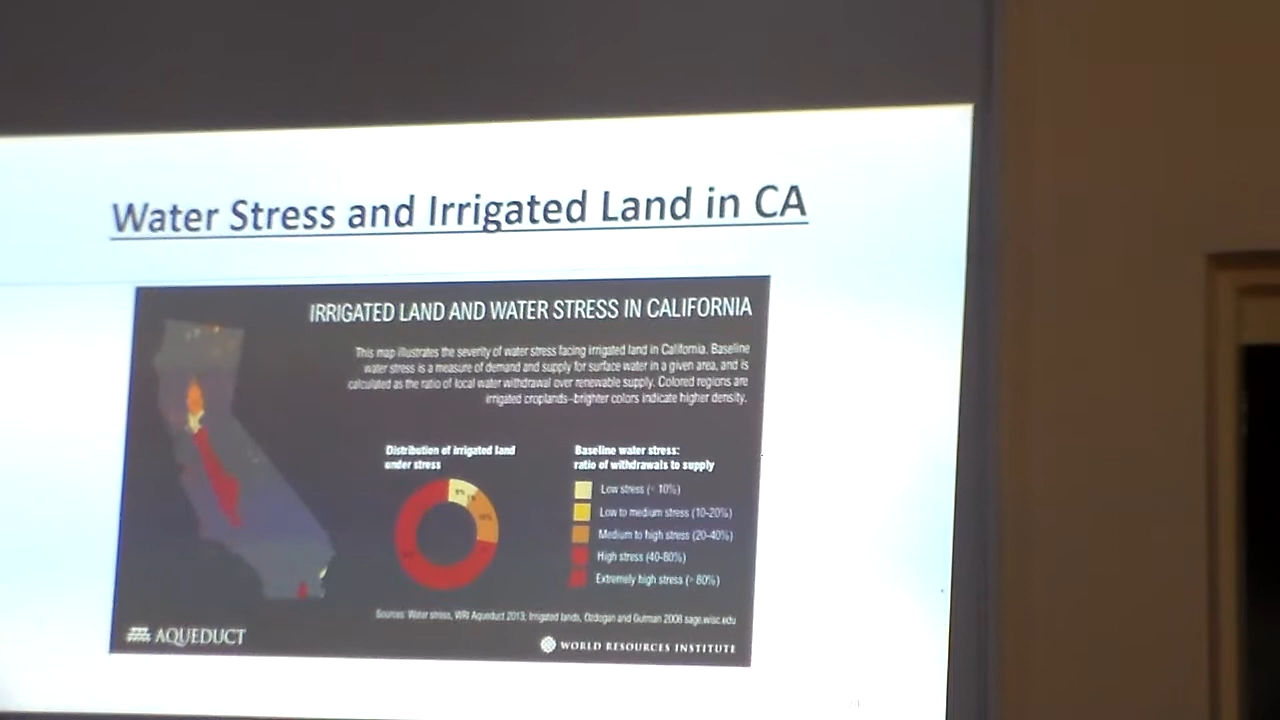 Water Stress and Irrigated Land in CA
IRRIGATED LAND AND WATER STRESS IN CALIFORNIA
This map illustrates the severity of water stress facing irrigated land in California. Baseline
water stress is a measure of demand and supply for surface water in a given area, and is
calculated as the ratio of local water withdrawal over renewable supply. Colored regions are
irrigated croplands–brighter colors indicate higher density.
Distribution of irrigated land
under stress
Baseline water stress:
ratio of withdrawals to supply
Low stress (< 10%)
Low to medium stress (10-20%)
Medium to high stress (20-40%)
High stress (40-80%)
Extremely high stress (> 80%)
Sources: Water stress, WRI Aqueduct 2013; Irrigated lands, Ozdogan and Gutman 2008 sage.wisc.edu
AQUEDUCT
WORLD RESOURCES INSTITUTE